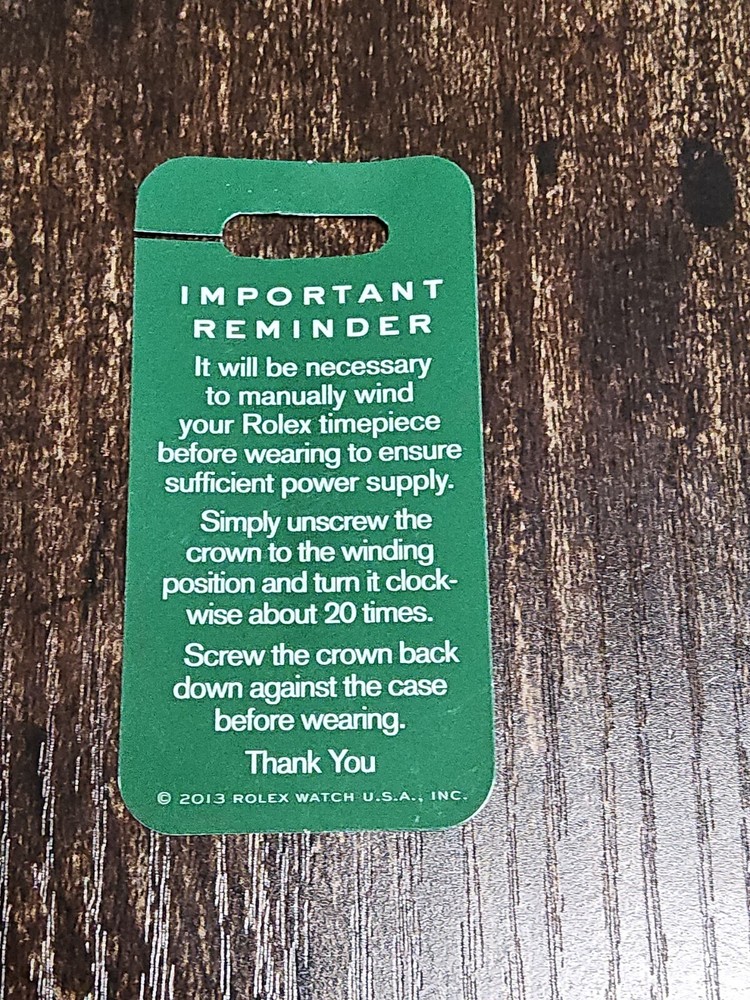 IMPORTANT
REMINDER
It will be necessary
to manually wind
your Rolex timepiece
before wearing to ensure
sufficient power supply.
Simply unscrew the
crown to the winding
position and turn it clock-
wise about 20 times.
Screw the crown back
down against the case
before wearing.
Thank You
© 2013 ROLEX WATCH U.S.A., INC.